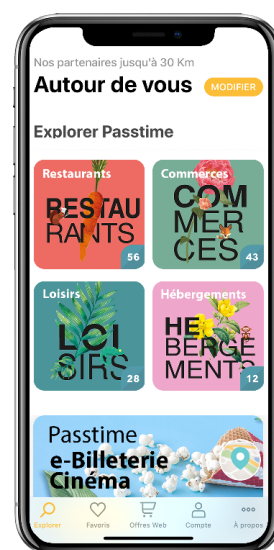 Nos partenaires jusqu'à 30 Km
Autour de vous
MODIFIER
Explorer Passtime
Restaurants
RESTAU
RANTS
56
Commerces
COM
MER
CES
43
Loisirs
LOI
SIRS
28
Hébergements
HE
BERGE
MENTS
12
Passtime
e-Billeterie
Cinéma
Explorer
Favoris
Offres Web
Compte
À propos